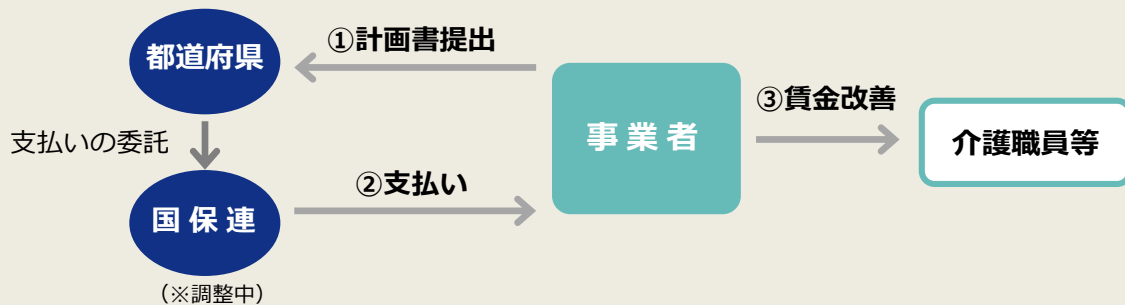 ①計画書提出
都道府県
③賃金改善
事業者
介護職員等
支払いの委託
②支払い
国保連
(※調整中)